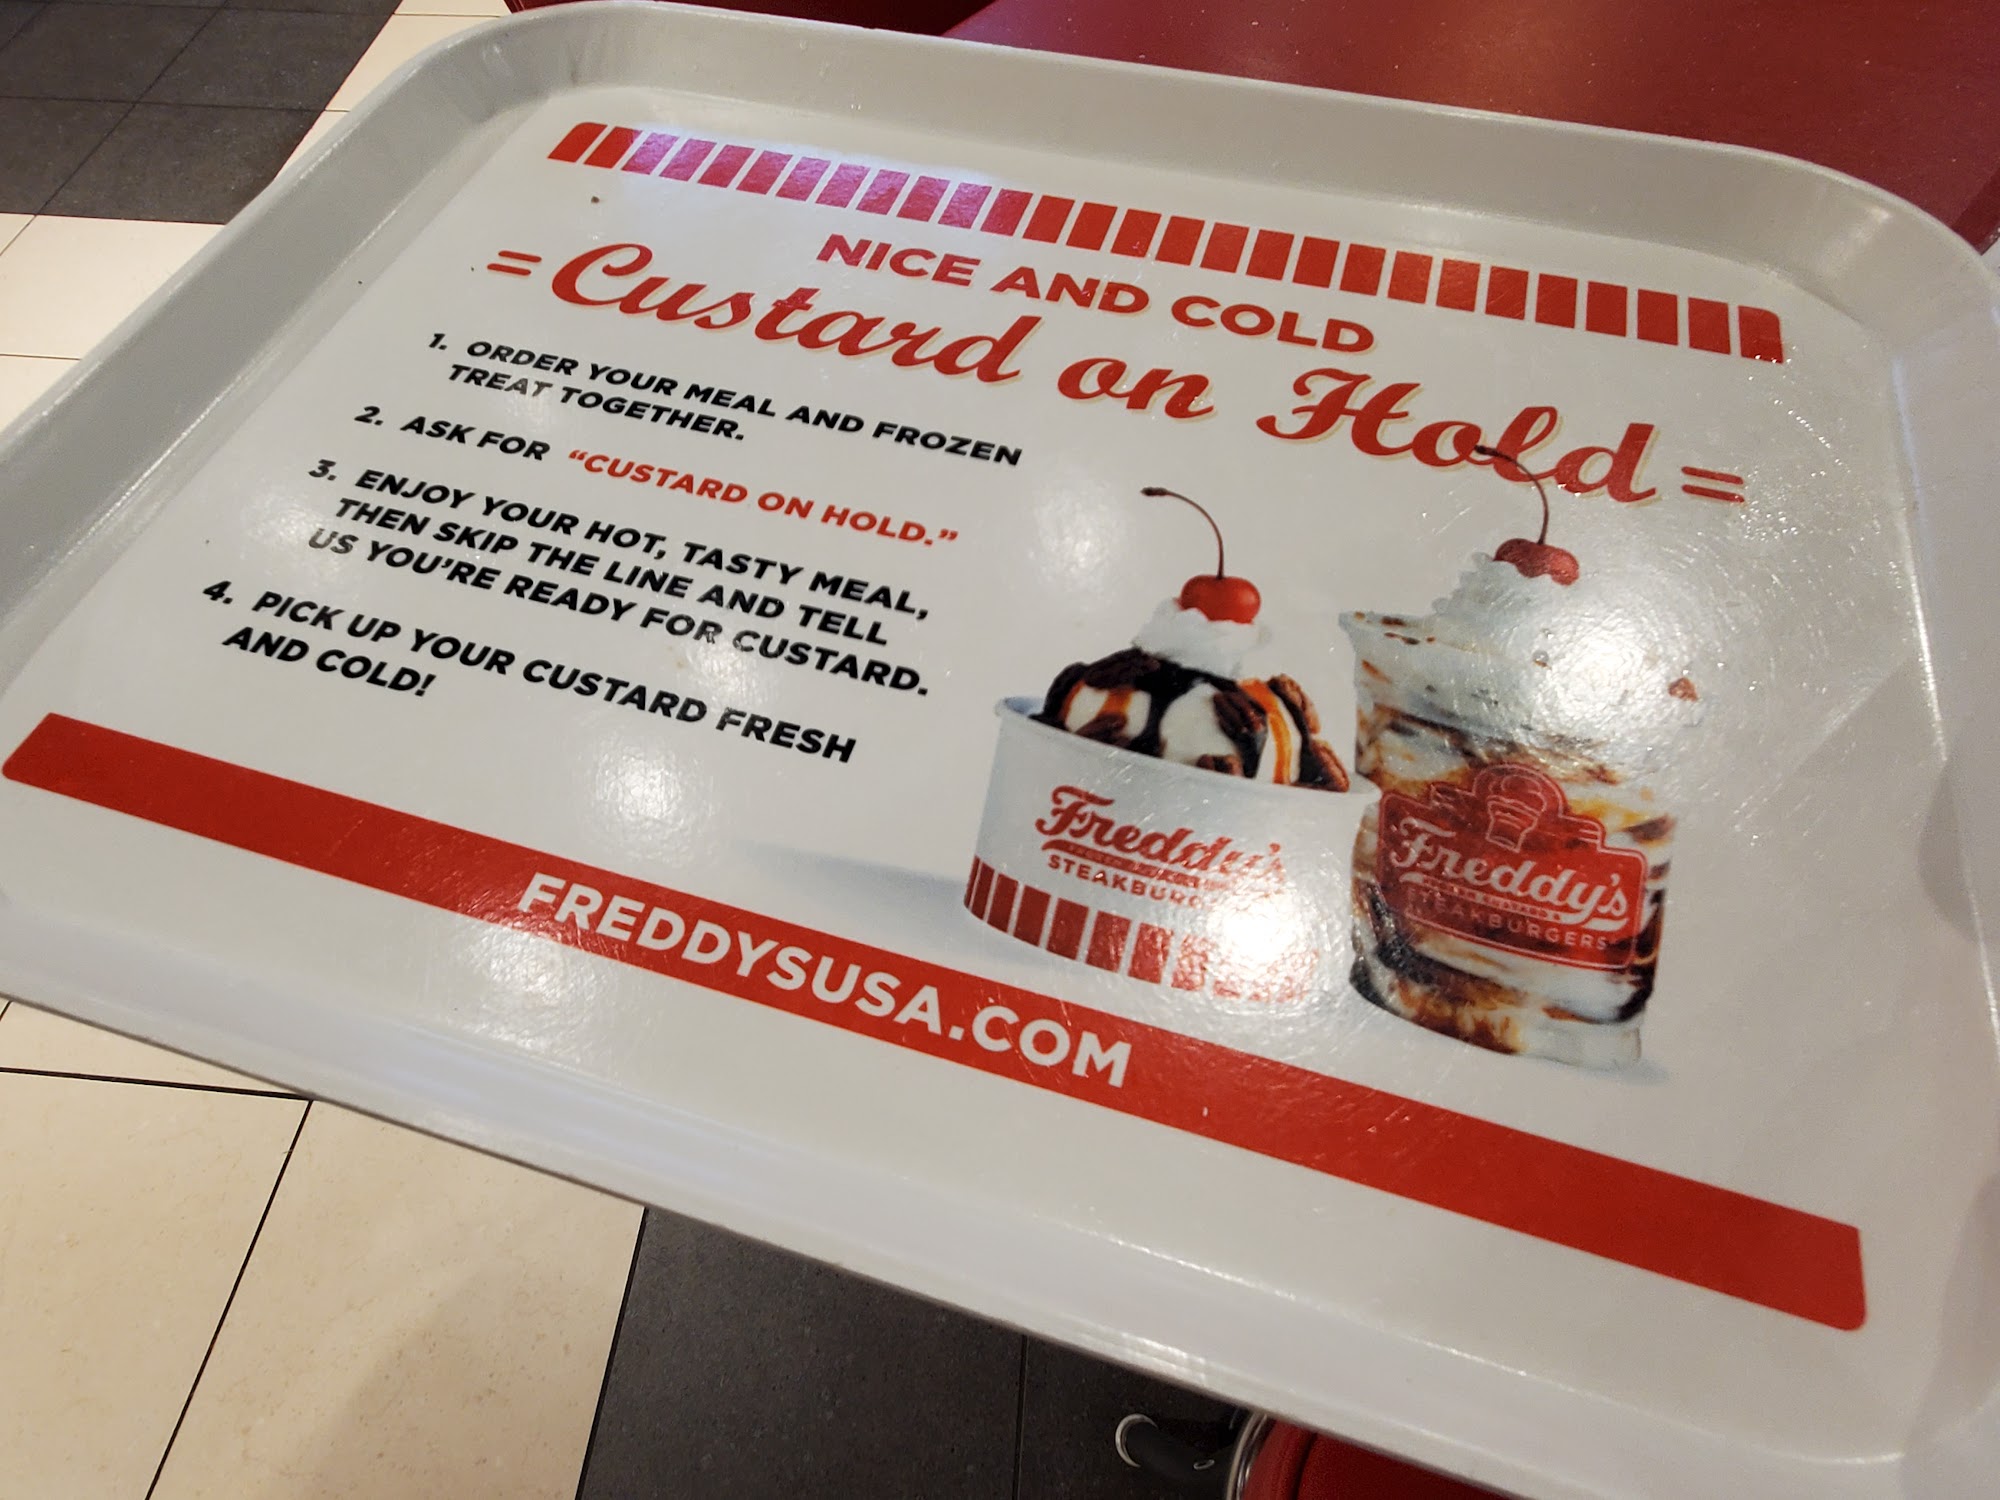 NICE AND COLD
= Custard on Hold =
1. ORDER YOUR MEAL AND FROZEN
TREAT TOGETHER.
2. ASK FOR "CUSTARD ON HOLD."
3. ENJOY YOUR HOT, TASTY MEAL,
THEN SKIP THE LINE AND TELL
US YOU'RE READY FOR CUSTARD.
4. PICK UP YOUR CUSTARD FRESH
AND COLD!
Freddy's
Freddy's
STEAKBURGERS
FREDDYSUSA.COM